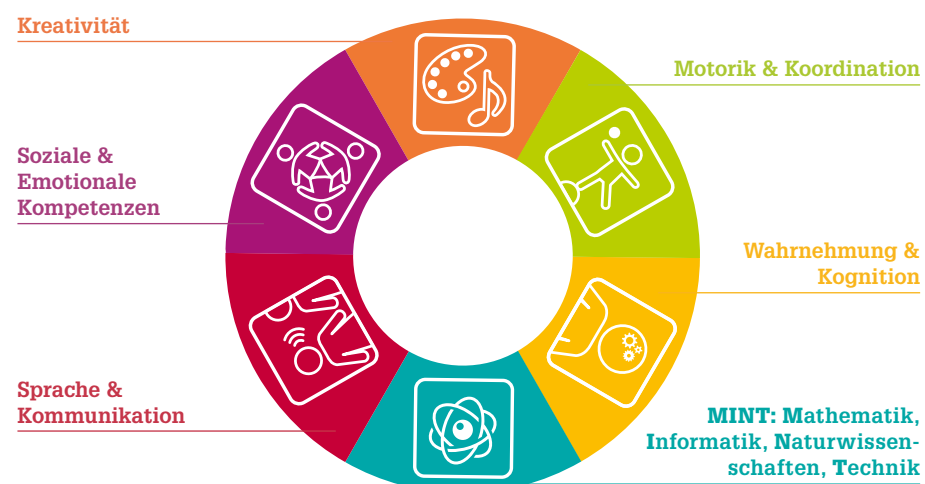 Kreativität
Motorik & Koordination
Soziale &
Emotionale
Kompetenzen
Wahrnehmung &
Kognition
Sprache &
Kommunikation
MINT: Mathematik,
Informatik, Naturwissen-
schaften, Technik